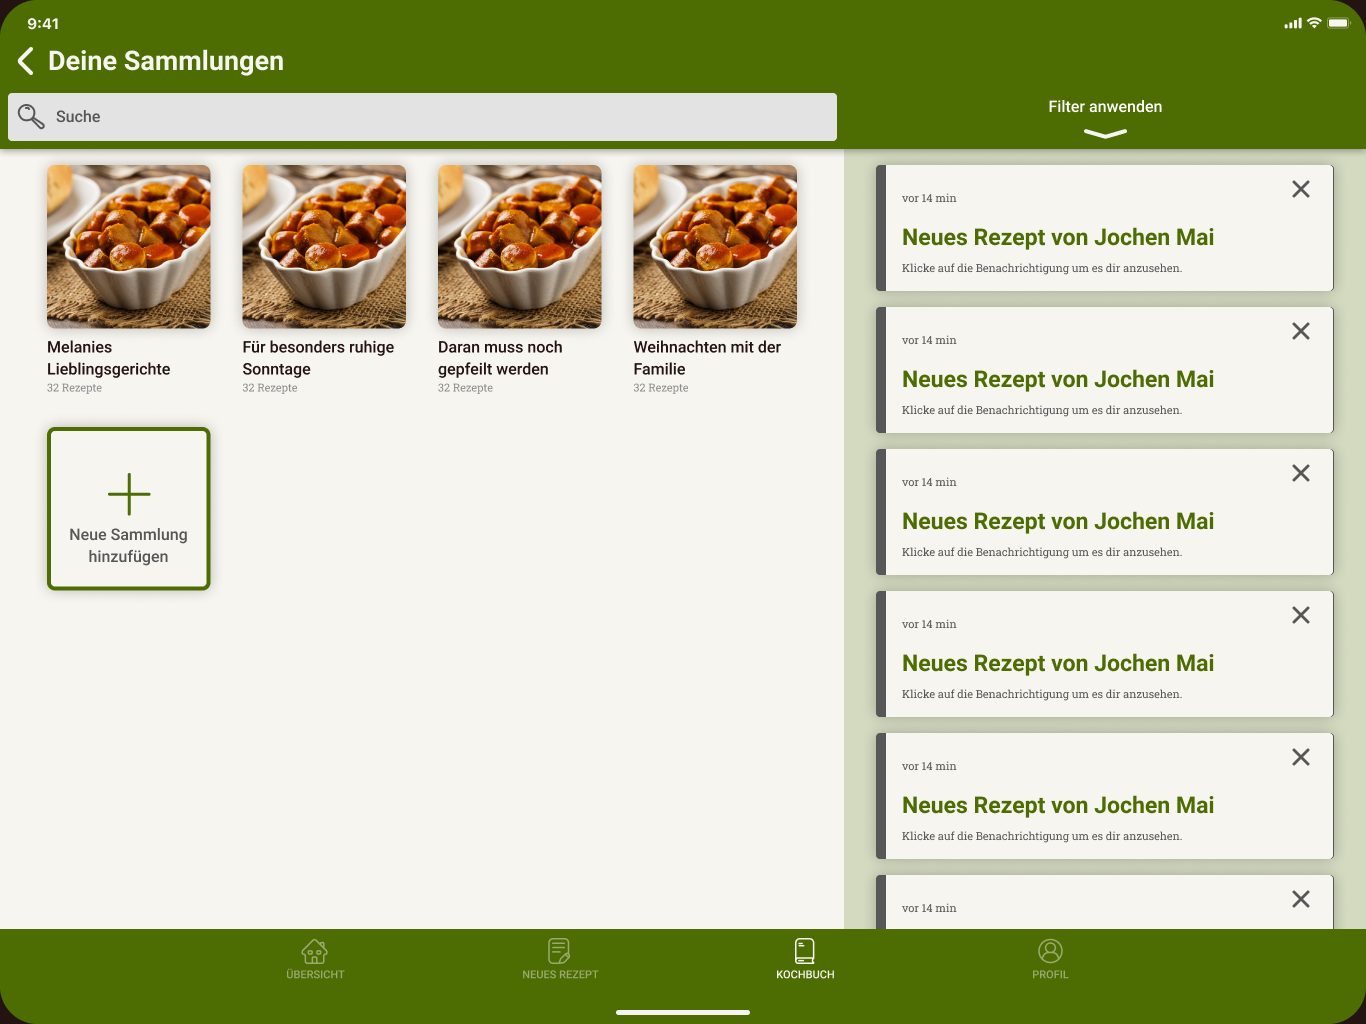 9:41
Deine Sammlungen
Suche
Filter anwenden
Melanies
Lieblingsgerichte
32 Rezepte
Für besonders ruhige
Sonntage
32 Rezepte
Daran muss noch
gepfeilt werden
32 Rezepte
Weihnachten mit der
Familie
32 Rezepte
Neue Sammlung
hinzufügen
vor 14 min
Neues Rezept von Jochen Mai
Klicke auf die Benachrichtigung um es dir anzusehen.
vor 14 min
Neues Rezept von Jochen Mai
Klicke auf die Benachrichtigung um es dir anzusehen.
vor 14 min
Neues Rezept von Jochen Mai
Klicke auf die Benachrichtigung um es dir anzusehen.
vor 14 min
Neues Rezept von Jochen Mai
Klicke auf die Benachrichtigung um es dir anzusehen.
vor 14 min
Neues Rezept von Jochen Mai
Klicke auf die Benachrichtigung um es dir anzusehen.
vor 14 min
ÜBERSICHT
NEUES REZEPT
KOCHBUCH
PROFIL